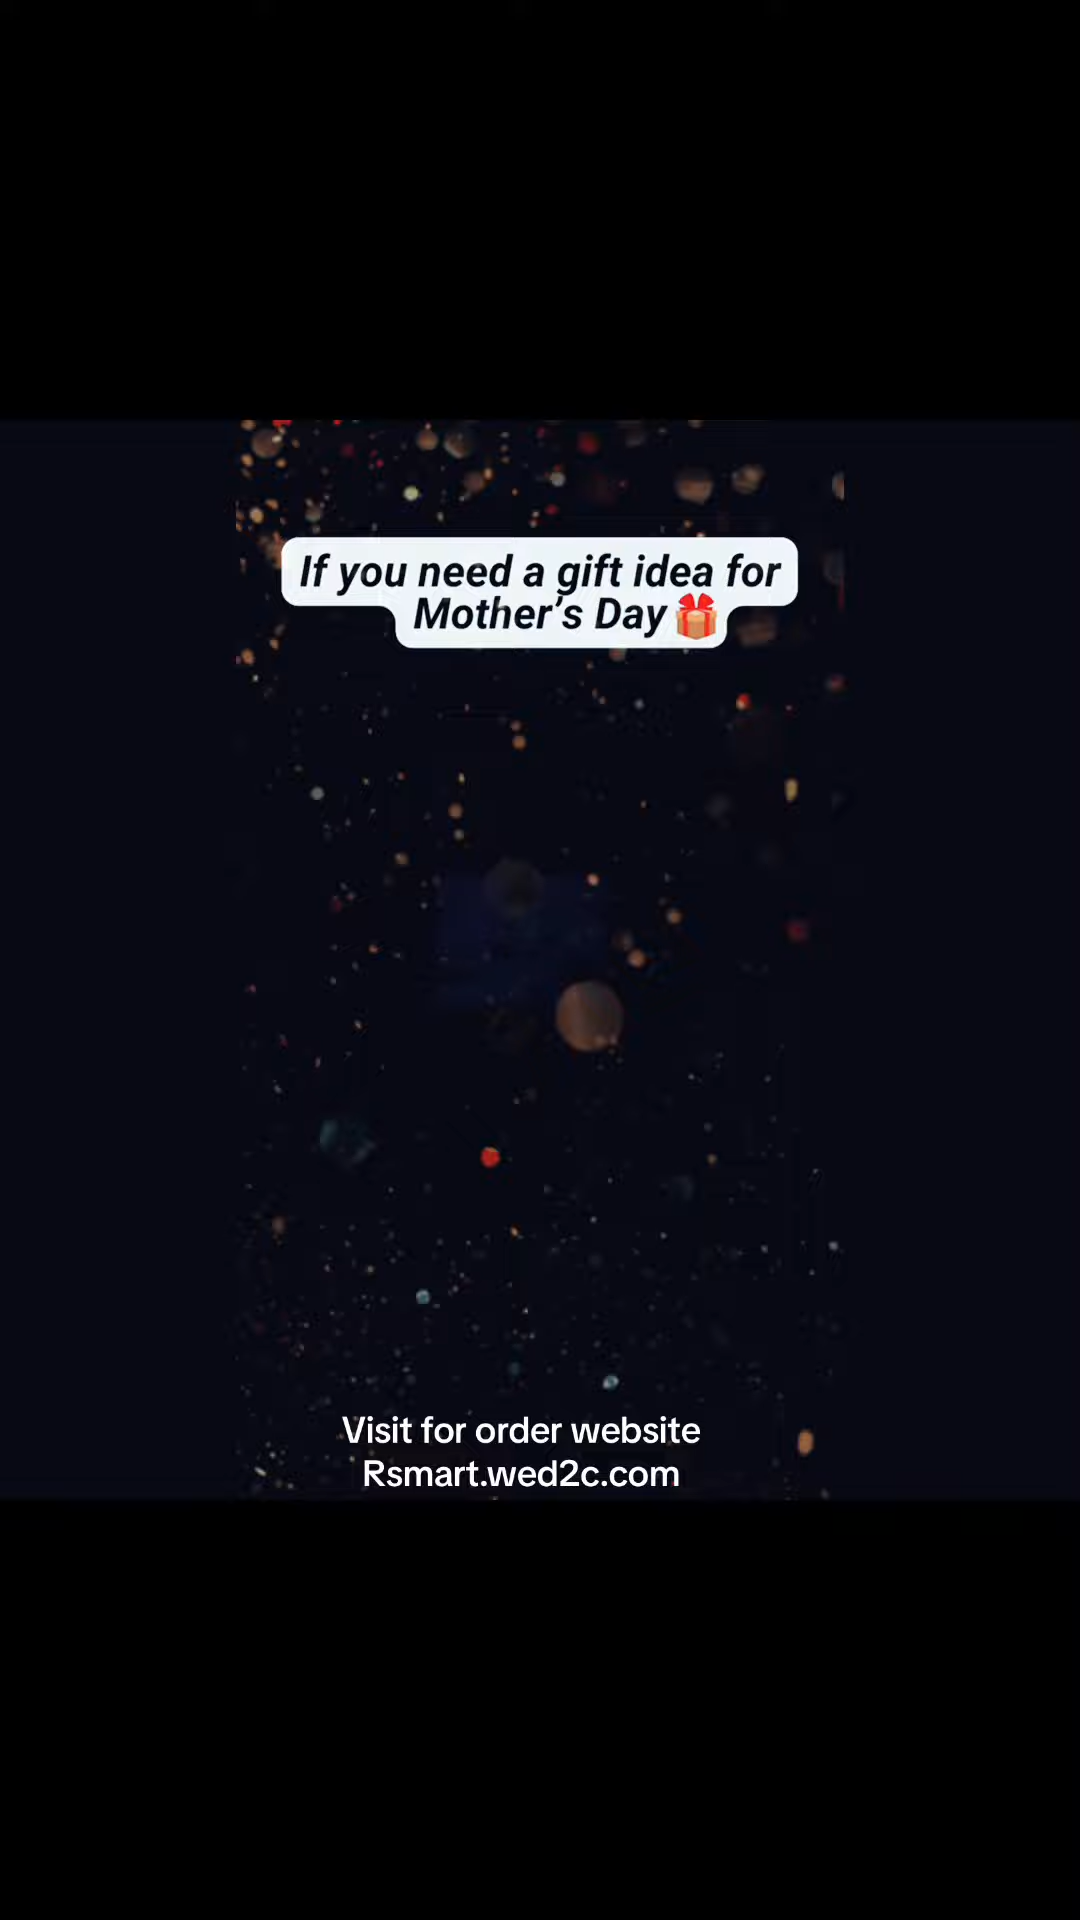 If you need a gift idea for
Mother’s Day🎁
Visit for order website
Rsmart.wed2c.com